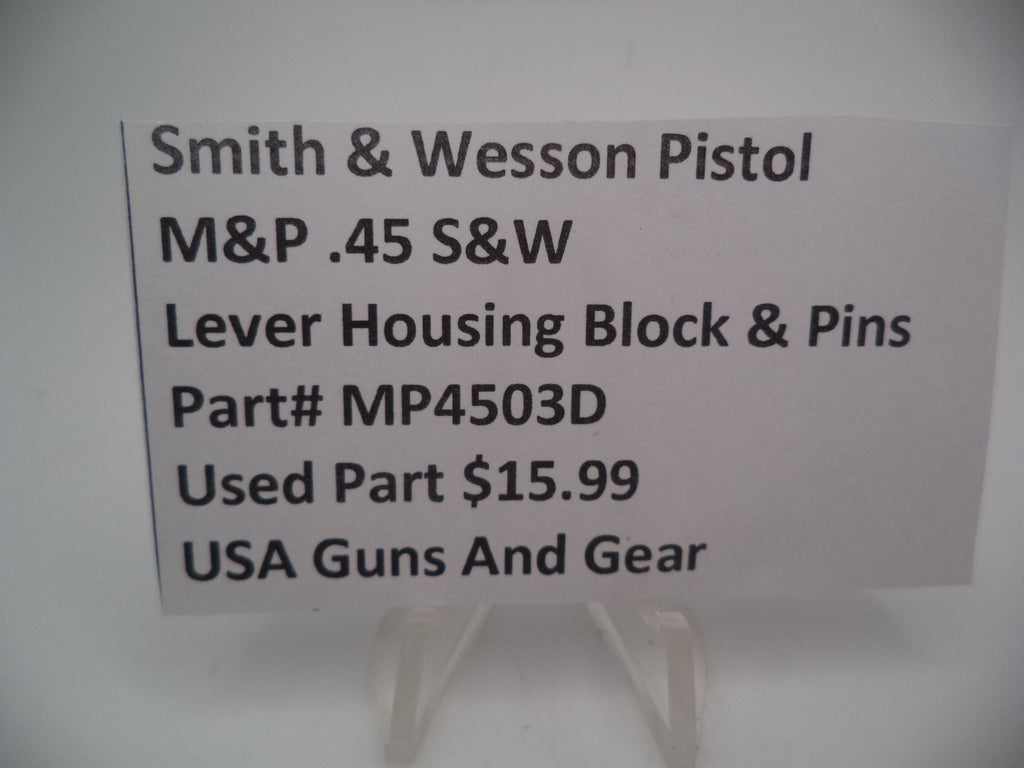 Smith & Wesson Pistol
M&P .45 S&W
Lever Housing Block & Pins
Part# MP4503D
Used Part $15.99
USA Guns And Gear